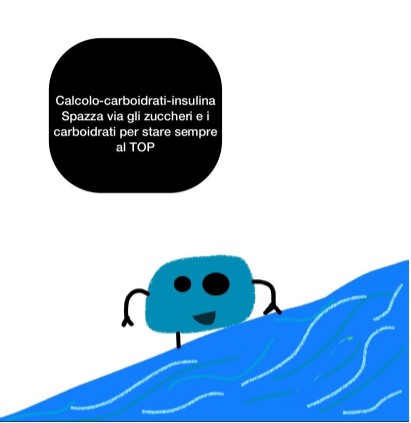 Calcolo-carboidrati-insulina
Spazza via gli zuccheri e i
carboidrati per stare sempre
al TOP